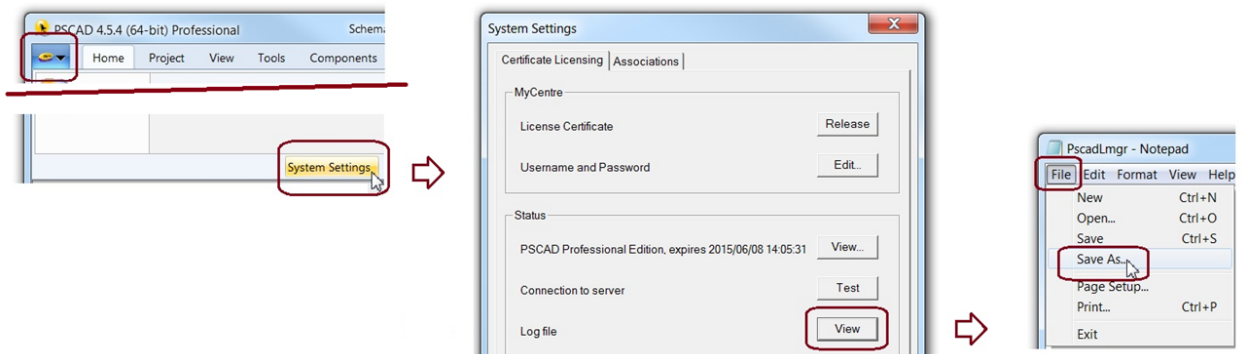 PSCAD 4.5.4 (64-bit) Professional
Home Project View Tools Components
System Settings
System Settings
Certificate Licensing Associations
MyCentre
License Certificate Release
Username and Password Edit...
Status
PSCAD Professional Edition, expires 2015/06/08 14:05:31 View...
Connection to server Test
Log file View
PscadLmgr - Notepad
File Edit Format View Help
New Ctrl+N
Open... Ctrl+O
Save Ctrl+S
Save As...
Page Setup...
Print... Ctrl+P
Exit